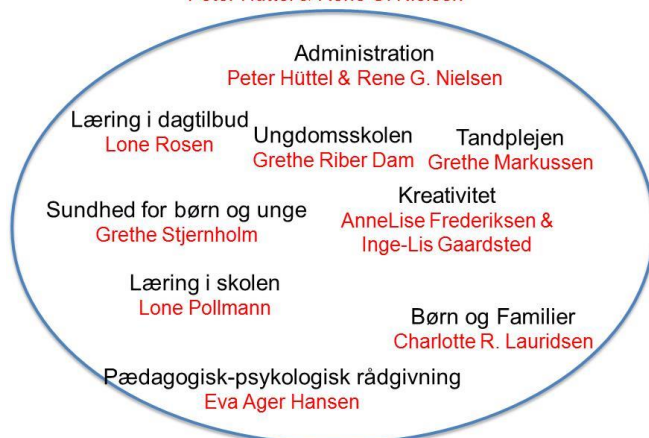 Administration
Peter Hüttel & Rene G. Nielsen
Læring i dagtilbud
Lone Rosen
Ungdomsskolen
Grethe Riber Dam
Tandplejen
Grethe Markussen
Sundhed for børn og unge
Grethe Stjernholm
Kreativitet
AnneLise Frederiksen &
Inge-Lis Gaardsted
Læring i skolen
Lone Pollmann
Børn og Familier
Charlotte R. Lauridsen
Pædagogisk-psykologisk rådgivning
Eva Ager Hansen